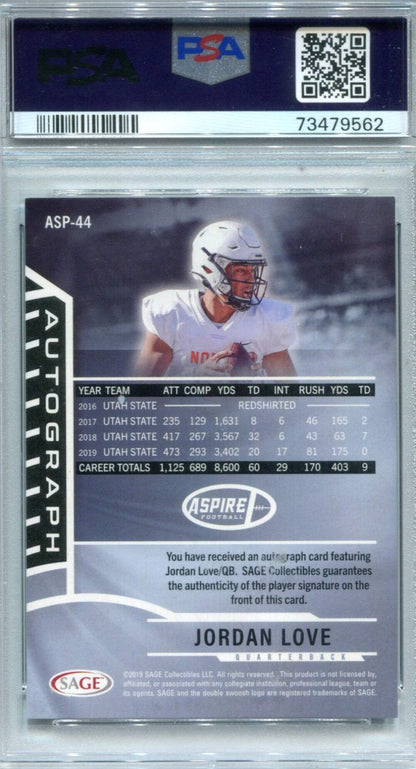 PSA
PSA
73479562
ASP-44
AUTOGRAPH
YEAR TEAM ATT COMP YDS TD INT RUSH YDS TD
2016 UTAH STATE REDSHIRTED
2017 UTAH STATE 235 129 1,631 8 6 46 165 2
2018 UTAH STATE 417 267 3,567 32 6 43 63 7
2019 UTAH STATE 473 293 3,402 20 17 81 175 0
CAREER TOTALS 1,125 689 8,600 60 29 170 403 9
ASPIRE
FOOTBALL
You have received an autograph card featuring
Jordan Love/QB. SAGE Collectibles guarantees
the authenticity of the player signature on the
front of this card.
JORDAN LOVE
QUARTERBACK
SAGE
©2019 SAGE Collectibles LLC. All rights reserved. This product is not licensed by,
affiliated, or associated with any collegiate institution, professional league, team or
its agents. SAGE and the double swoosh logo are registered trademarks of SAGE.